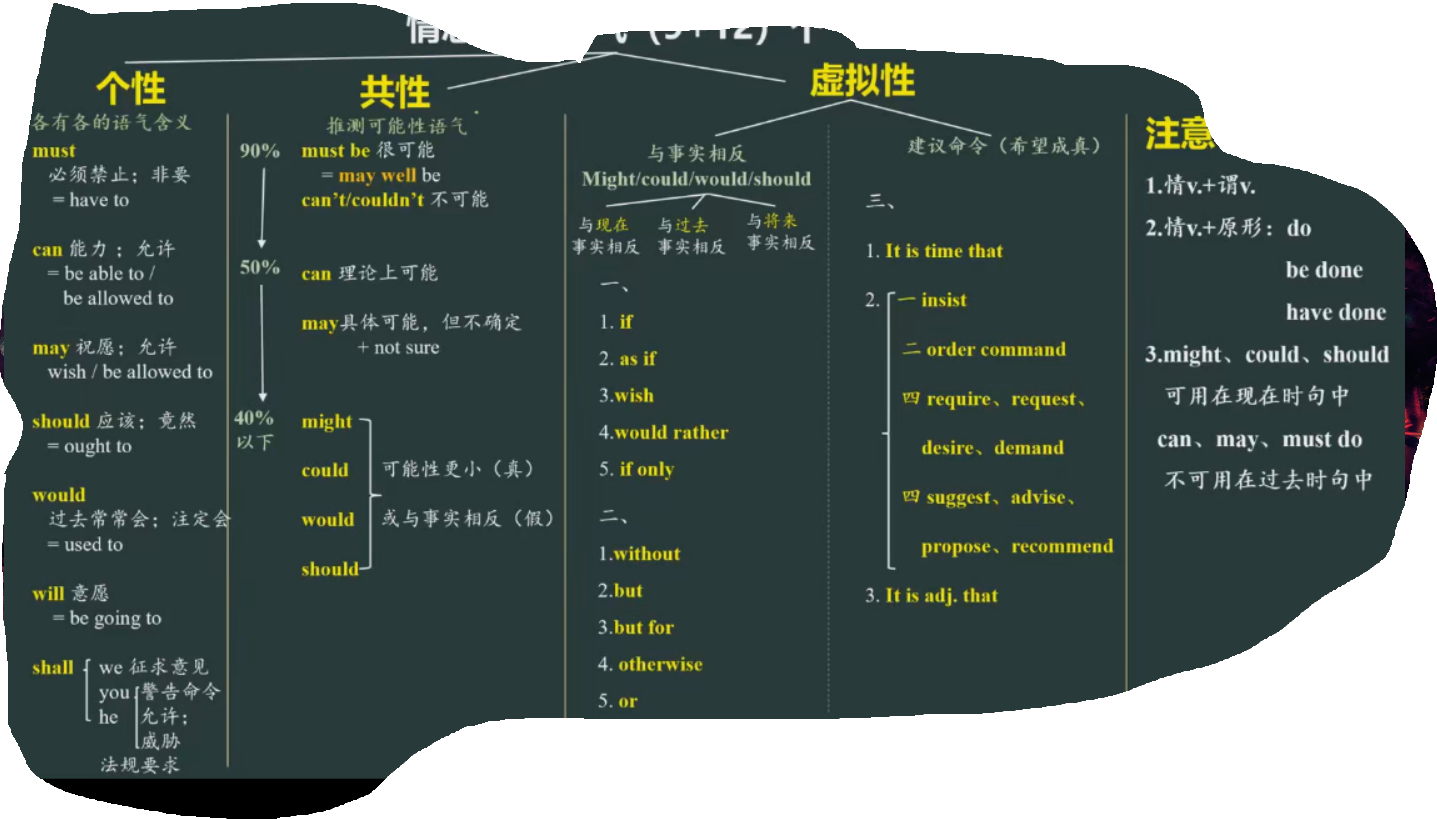 (9+12) 个
个性
各有各的语气含义
must
必须禁止；非要
= have to
can 能力 ；允许
= be able to /
be allowed to
may 祝愿；允许
wish / be allowed to
should 应该；竟然
= ought to
would
过去常常会；注定会
= used to
will 意愿
= be going to
shall
we 征求意见
you 警告命令
he 允许；
威胁
法规要求
共性
推测可能性语气
90%
must be 很可能
= may well be
can't/couldn't 不可能
50%
can 理论上可能
may具体可能，但不确定
+ not sure
40%
以下
might
could
would
should
可能性更小（真）
或与事实相反（假）
虚拟性
与事实相反
Might/could/would/should
与现在
事实相反
与过去
事实相反
与将来
事实相反
一、
1. if
2. as if
3.wish
4.would rather
5. if only
二、
1.without
2.but
3.but for
4. otherwise
5. or
建议命令（希望成真）
三、
1. It is time that
2. 一 insist
二 order command
四 require、request、
desire、demand
四 suggest、advise、
propose、recommend
3. It is adj. that
注意
1.情v.+谓v.
2.情v.+原形：do
be done
have done
3.might、could、should
可用在现在时句中
can、may、must do
不可用在过去时句中